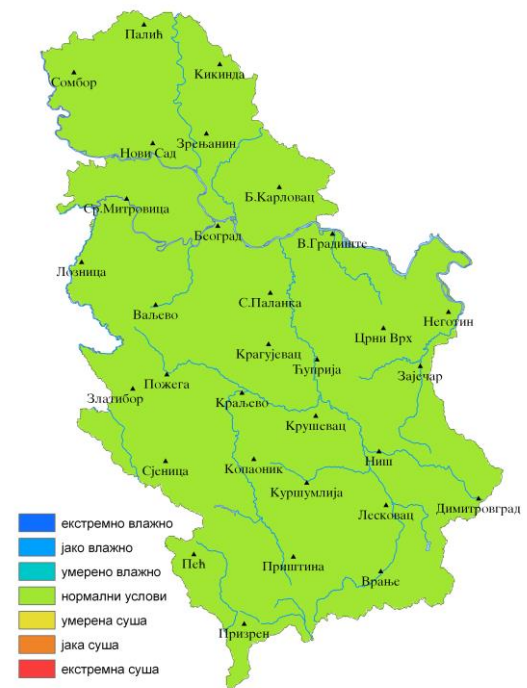 Палић
Кикинда
Сомбор
Зрењанин
Нови Сад
Б.Карловац
Ср.Митровица
Београд
В.Градиште
Лозница
С.Паланка
Ваљево
Неготин
Црни Врх
Крагујевац
Ћуприја
Зајечар
Пожега
Златибор
Краљево
Крушевац
Ниш
Сјеница
Копаоник
Куршумлија
Лесковац
Димитровград
Пећ
Приштина
Врање
Призрен
екстремно влажно
јако влажно
умерено влажно
нормални услови
умерена суша
јака суша
екстремна суша